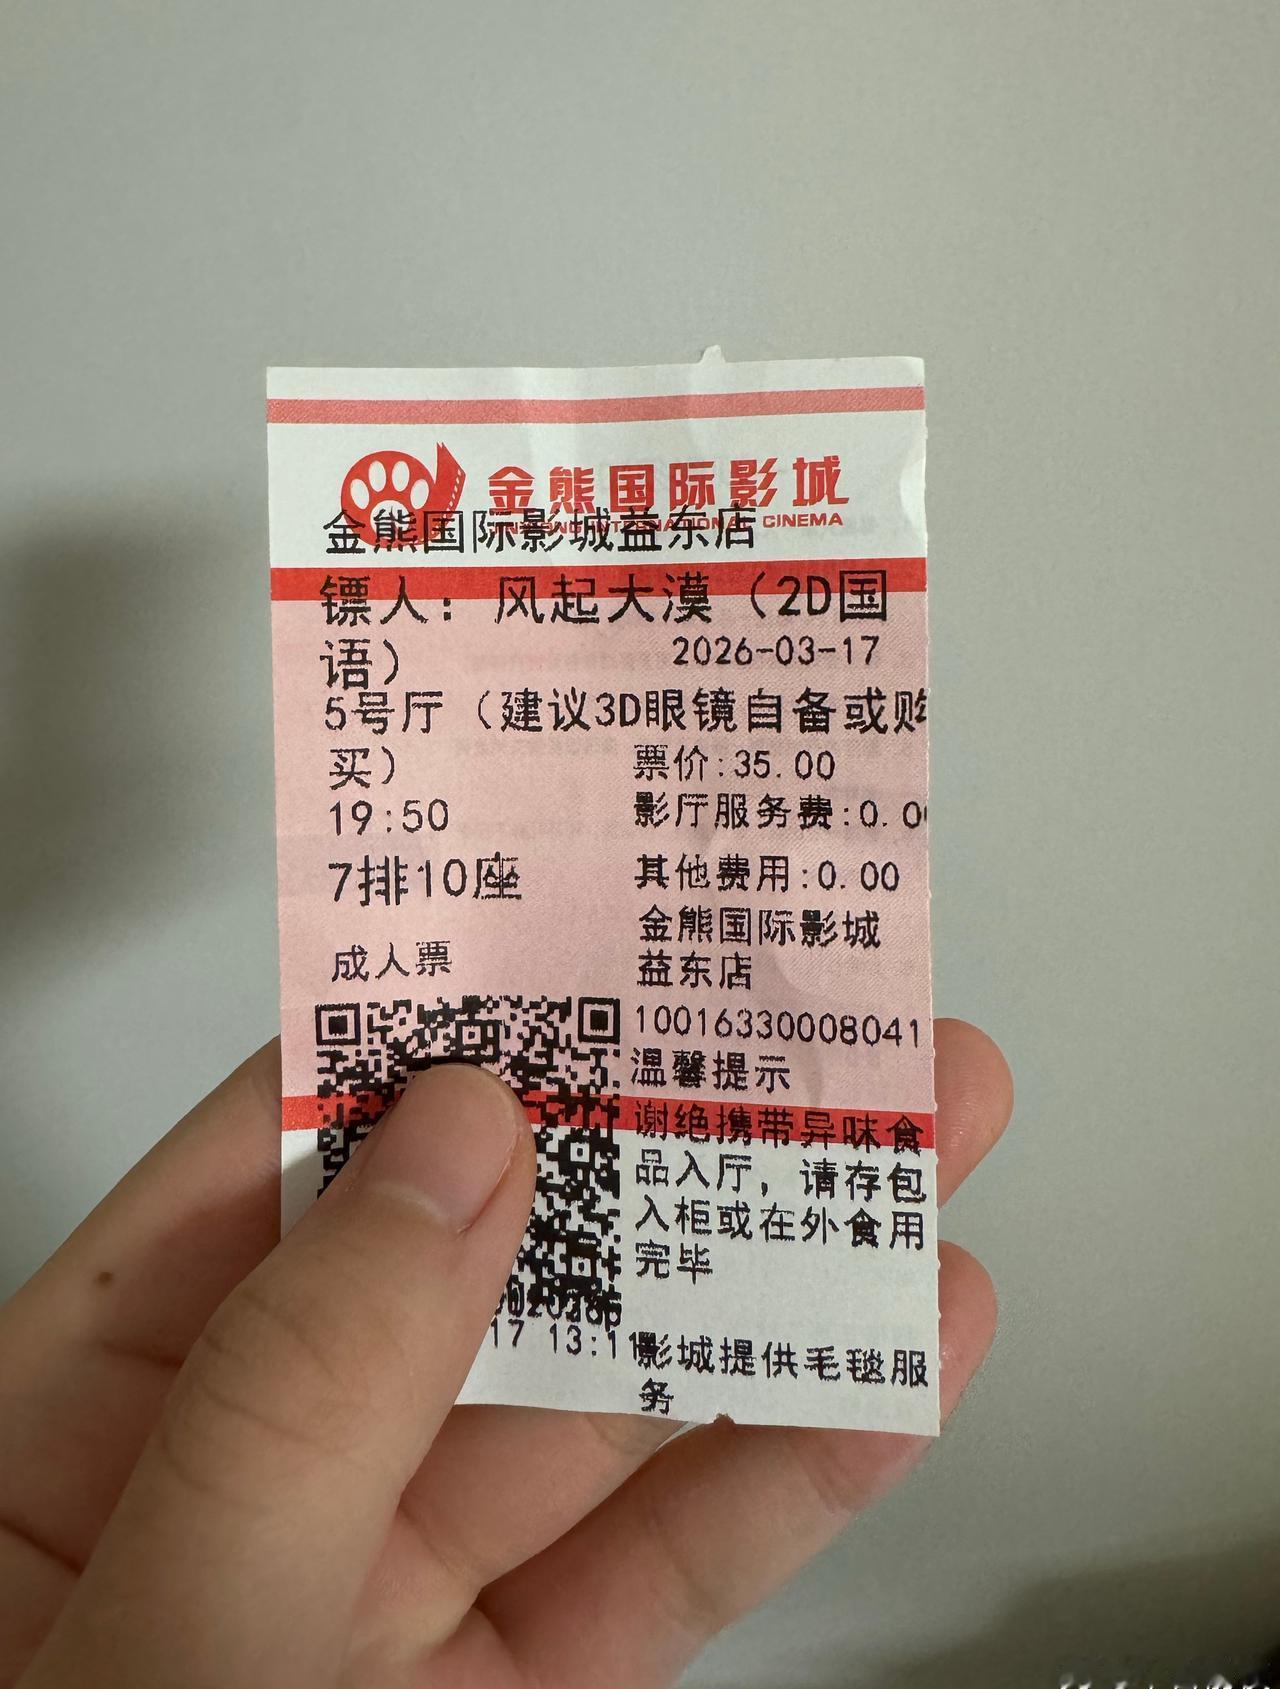 金熊国际影城
INTERNATIONAL CINEMA
金熊国际影城益东店
镖人：风起大漠（2D国
语）
2026-03-17
5号厅（建议3D眼镜自备或购
买）
票价:35.00
19:50
影厅服务费:0.0
7排10座
其他费用:0.00
金熊国际影城
益东店
成人票
10016330008041
温馨提示
谢绝携带异味食
品入厅，请存包
入柜或在外食用
完毕
17 13:1
影城提供毛毯服
务